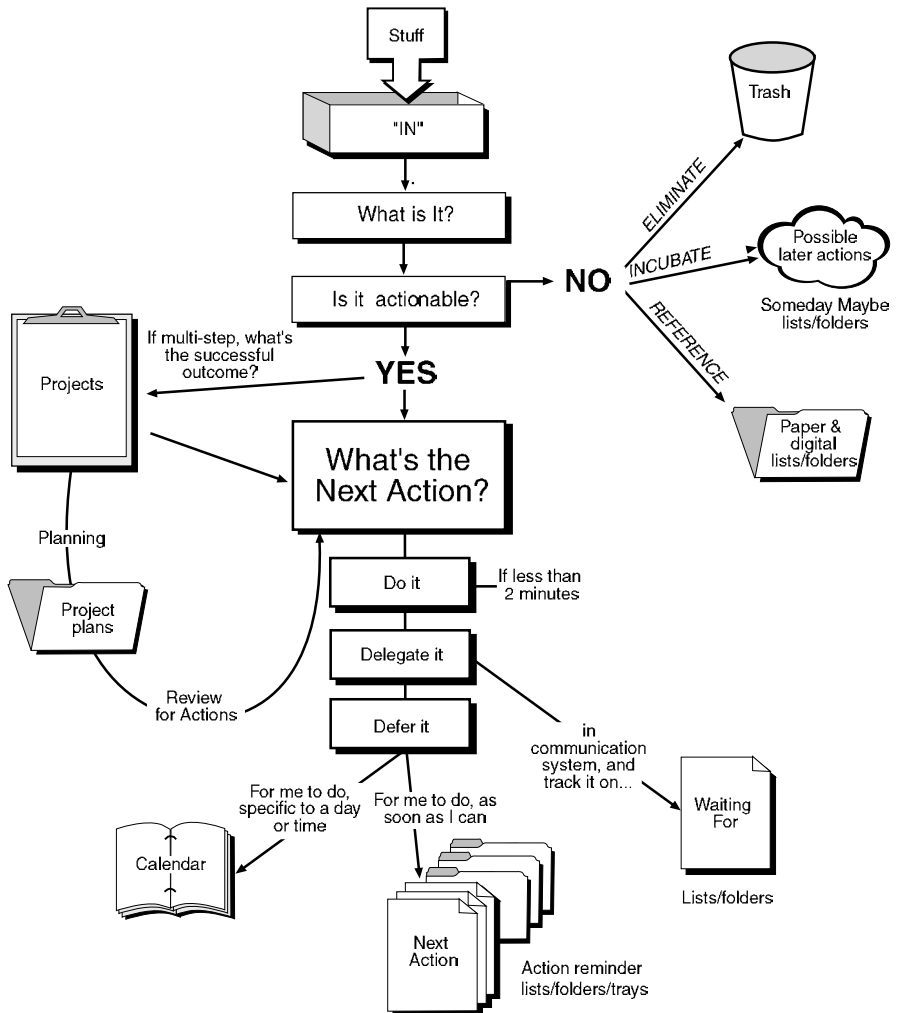 Stuff
"IN"
What is It?
Is it actionable?
NO
ELIMINATE
Trash
INCUBATE
Possible
later actions
Someday Maybe
lists/folders
REFERENCE
Paper &
digital
lists/folders
YES
If multi-step, what's
the successful
outcome?
Projects
What's the
Next Action?
Planning
Project
plans
Review
for Actions
Do it
If less than
2 minutes
Delegate it
Defer it
in
communication
system, and
track it on...
Waiting
For
Lists/folders
For me to do,
specific to a day
or time
Calendar
For me to do, as
soon as I can
Next
Action
Action reminder
lists/folders/trays